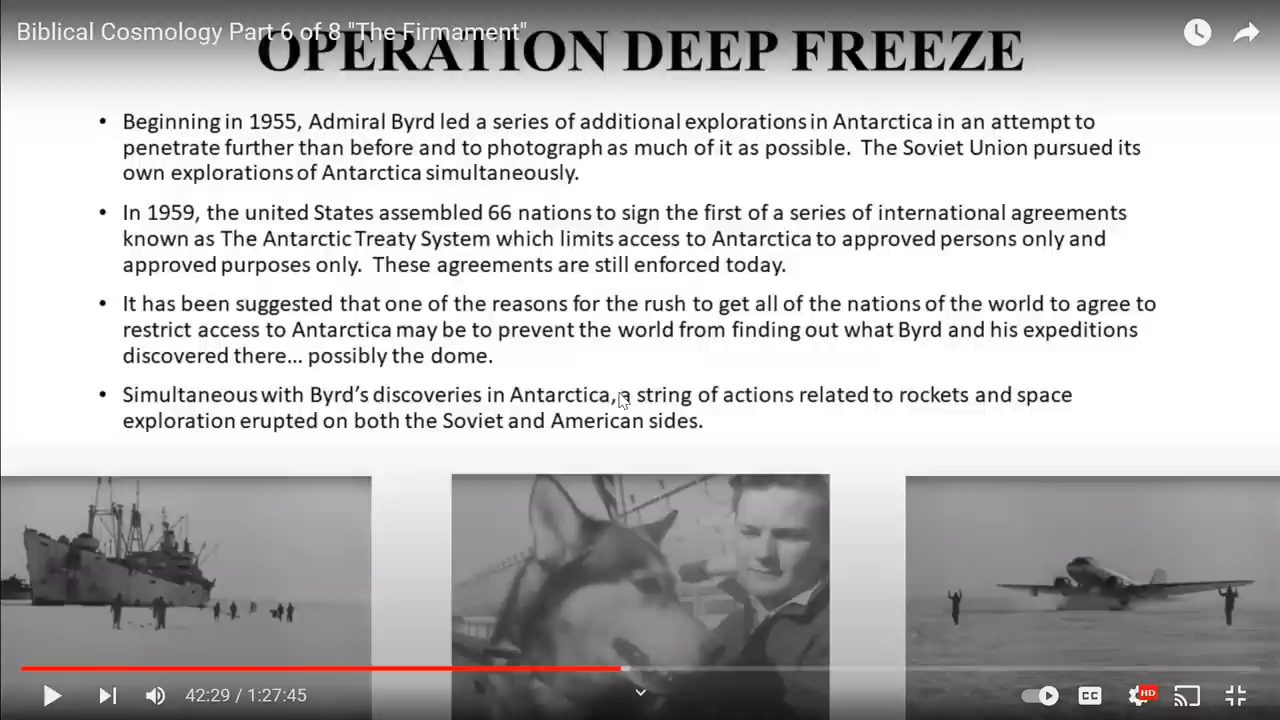 Biblical Cosmology Part 6 of 8 "The Firmament"
OPERATION DEEP FREEZE
• Beginning in 1955, Admiral Byrd led a series of additional explorations in Antarctica in an attempt to
penetrate further than before and to photograph as much of it as possible. The Soviet Union pursued its
own explorations of Antarctica simultaneously.
• In 1959, the united States assembled 66 nations to sign the first of a series of international agreements
known as The Antarctic Treaty System which limits access to Antarctica to approved persons only and
approved purposes only. These agreements are still enforced today.
• It has been suggested that one of the reasons for the rush to get all of the nations of the world to agree to
restrict access to Antarctica may be to prevent the world from finding out what Byrd and his expeditions
discovered there... possibly the dome.
• Simultaneous with Byrd's discoveries in Antarctica, a string of actions related to rockets and space
exploration erupted on both the Soviet and American sides.
42:29 / 1:27:45
CC
HD